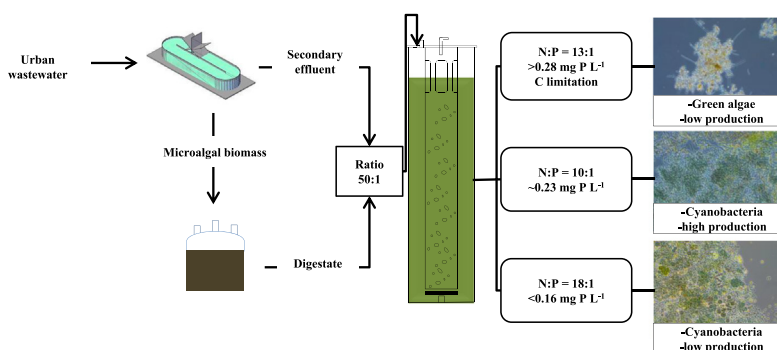 Urban
wastewater
Secondary
effluent
Microalgal biomass
Digestate
Ratio
50:1
N:P = 13:1
>0.28 mg P L⁻¹
C limitation
-Green algae
-low production
N:P = 10:1
~0.23 mg P L⁻¹
-Cyanobacteria
-high production
N:P = 18:1
<0.16 mg P L⁻¹
-Cyanobacteria
-low production